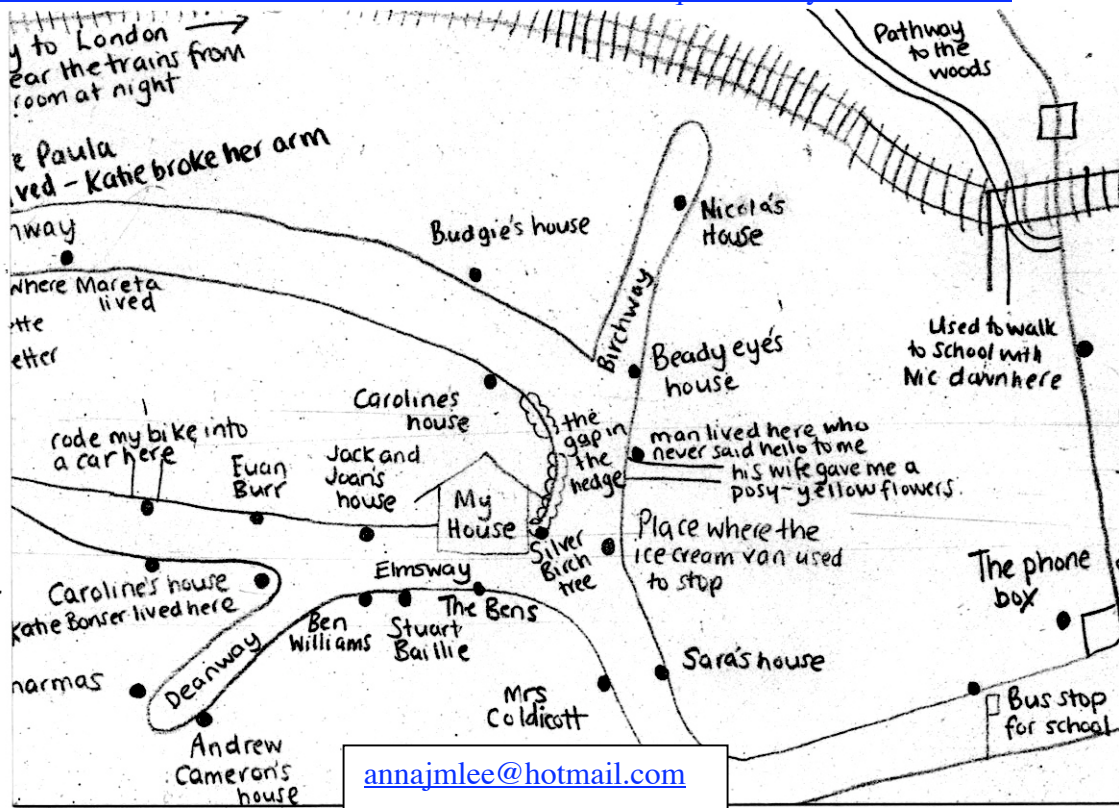 y to London
ear the trains from
room at night
e Paula
ved - Katie broke her arm
way
where Mareta
lived
tte
etter
Pathway
to the
woods
Budgie's house
Nicola's
House
Birchway
Beady eye's
house
Used to walk
to School with
Nic down here
Caroline's
house
the
gap in
the
hedge
man lived here who
never said hello to me
his wife gave me a
posy-yellow flowers.
rode my bike into
a car here
Euan
Burr
Jack and
Joan's
house
My
House
Silver
Birch
tree
Place where the
ice cream van used
to stop
The phone
box
Caroline's house
Katie Bonser lived here
Elmsway
Ben
Williams
Stuart
Baillie
The Bens
Deanway
harmas
Andrew
Cameron's
house
Mrs
Coldicott
Sara's house
Bus stop
for school
annajmlee@hotmail.com